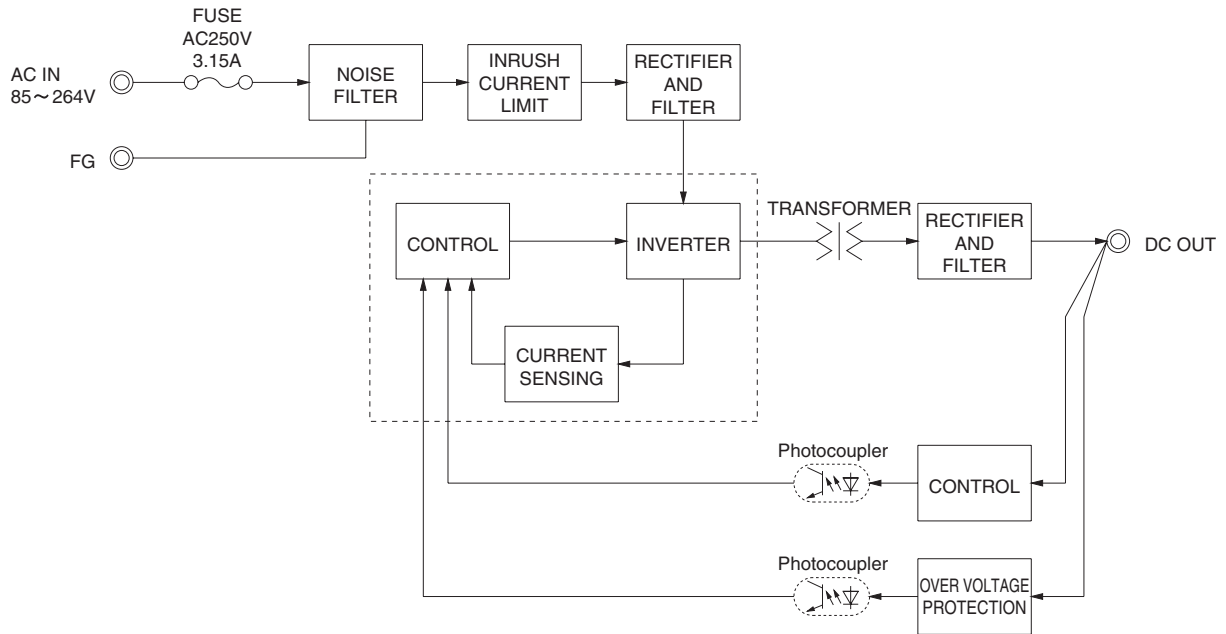 FUSE
AC250V
3.15A
AC IN
85～264V
NOISE
FILTER
INRUSH
CURRENT
LIMIT
RECTIFIER
AND
FILTER
FG
CONTROL
INVERTER
TRANSFORMER
RECTIFIER
AND
FILTER
DC OUT
CURRENT
SENSING
Photocoupler
CONTROL
Photocoupler
OVER VOLTAGE
PROTECTION